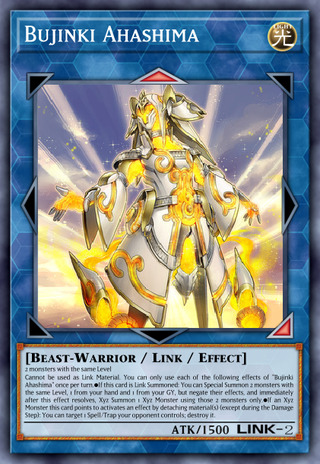 Bujinki Ahashima
LIGHT
光
[Beast-Warrior / Link / Effect]
2 monsters with the same Level
Cannot be used as Link Material. You can only use each of the following effects of "Bujinki
Ahashima" once per turn.●If this card is Link Summoned: You can Special Summon 2 monsters with
the same Level, 1 from your hand and 1 from your GY, but negate their effects, and immediately
after this effect resolves, Xyz Summon 1 Xyz Monster using those 2 monsters only.●If an Xyz
Monster this card points to activates an effect by detaching material(s) (except during the Damage
Step): You can target 1 Spell/Trap your opponent controls; destroy it.
ATK/1500 LINK-2